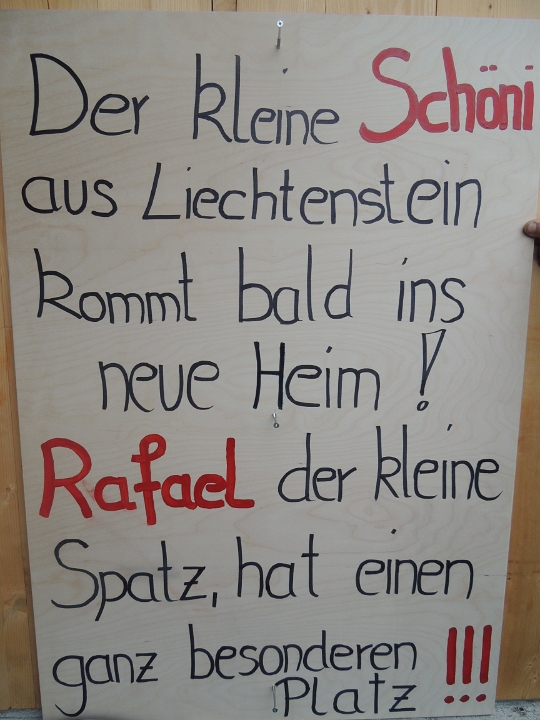 Der kleine Schöni
aus Liechtenstein
kommt bald ins
neue Heim !
Rafael der kleine
Spatz, hat einen
ganz besonderen !!!
Platz